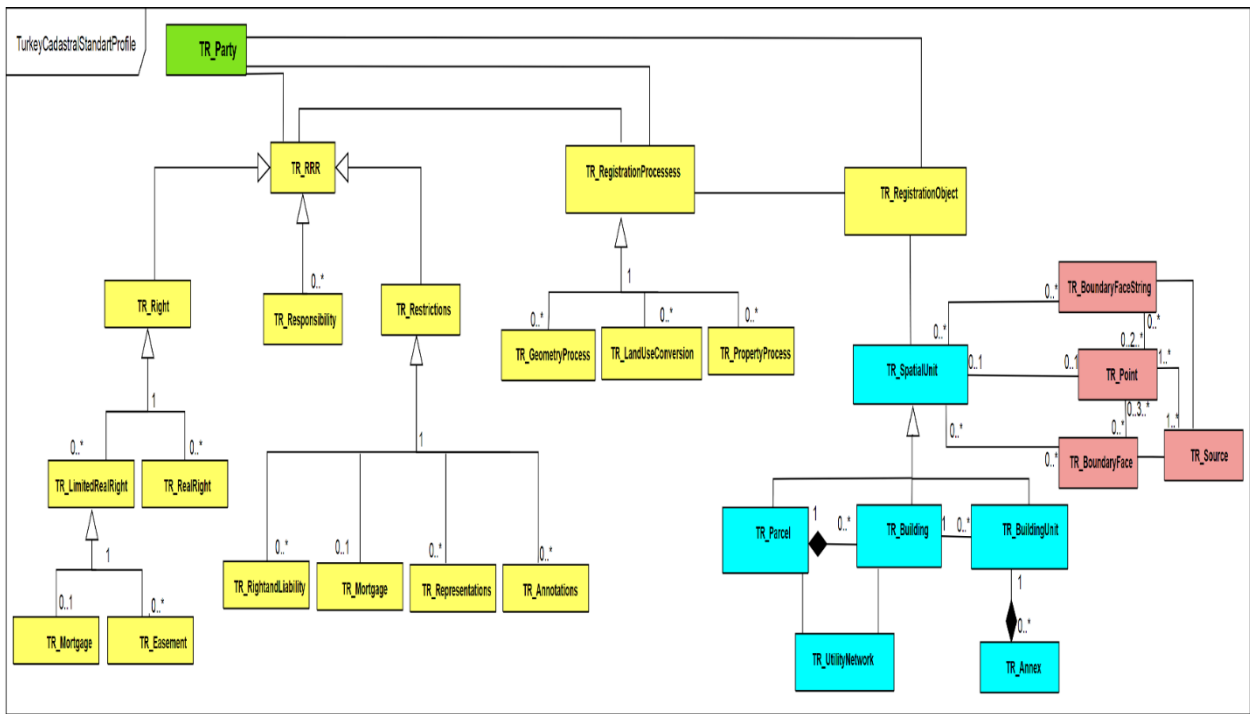 TurkeyCadastralStandartProfile
TR_Party
TR_RRR
TR_RegistrationProcessess
TR_RegistrationObject
TR_Right
0..*
TR_Responsibility
TR_Restrictions
1
0..*
0..*
0..*
TR_GeometryProcess
TR_LandUseConversion
TR_PropertyProcess
0..*
TR_BoundaryFaceString
0..*
0..*
0..2..*
1..*
TR_SpatialUnit
0..1
0..1
TR_Point
0..3..*
0..*
0..*
1..*
0..*
TR_BoundaryFace
TR_Source
1
0..*
0..*
TR_LimitedRealRight
TR_RealRight
1
0..1
0..*
TR_Mortgage
TR_Easement
1
0..*
0..1
0..*
0..*
TR_RightandLiability
TR_Mortgage
TR_Representations
TR_Annotations
TR_Parcel
1
0..*
TR_Building
1
0..*
TR_BuildingUnit
1
0..*
TR_UtilityNetwork
TR_Annex